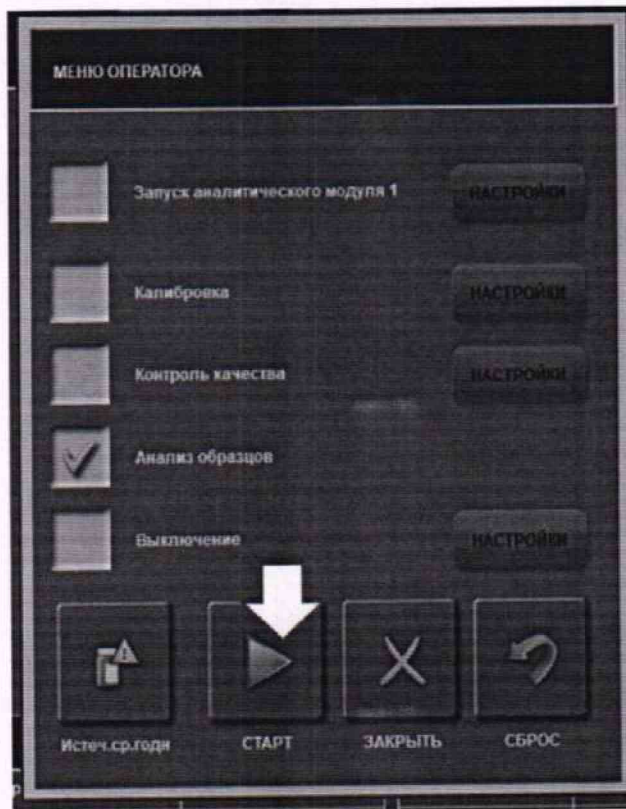 МЕНЮ ОПЕРАТОРА
Запуск аналитического модуля 1 НАСТРОЙКИ
Калибровка НАСТРОЙКИ
Контроль качества НАСТРОЙКИ
Анализ образцов
Выключение НАСТРОЙКИ
Истеч.ср.годн СТАРТ ЗАКРЫТЬ СБРОС